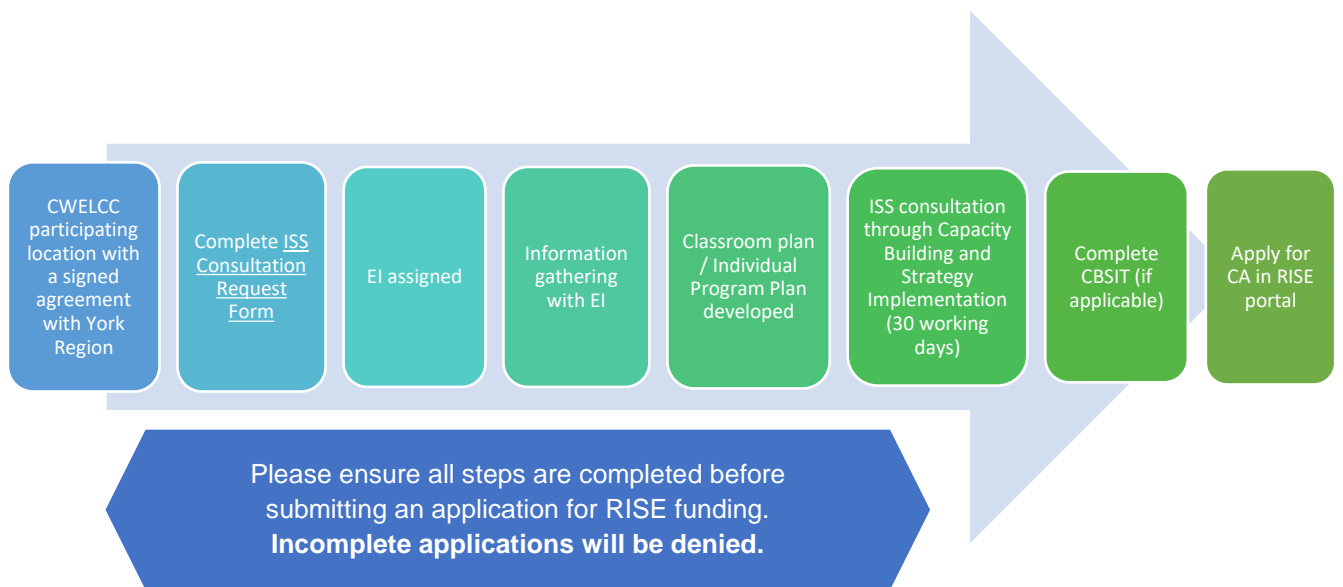 CWELCC
participating
location with
a signed
agreement
with York
Region
Complete ISS
Consultation
Request
Form
EI assigned
Information
gathering
with EI
Classroom plan
/ Individual
Program Plan
developed
ISS consultation
through Capacity
Building and
Strategy
Implementation
(30 working
days)
Complete
CBSIT (if
applicable)
Apply for
CA in RISE
portal
Please ensure all steps are completed before
submitting an application for RISE funding.
Incomplete applications will be denied.